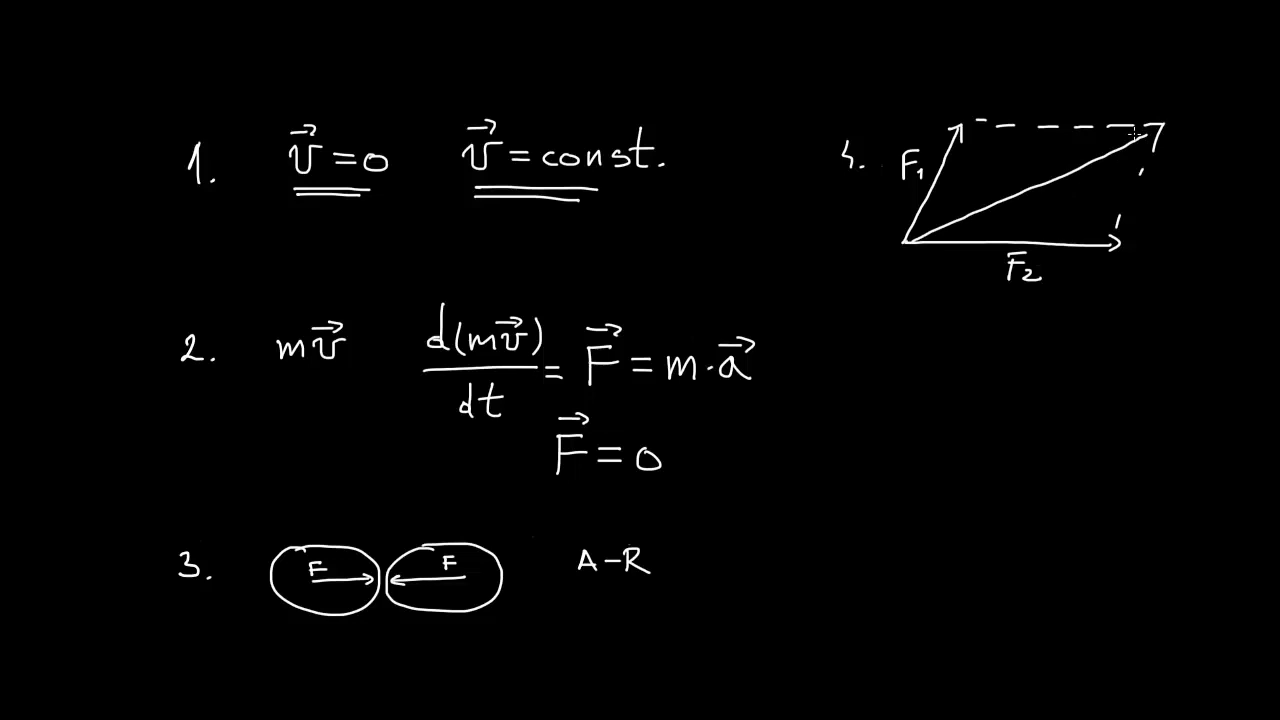 1. v⃗ = 0 v⃗ = const.
2. mv⃗ d(mv⃗)/dt = F⃗ = m · a⃗
F⃗ = 0
3. F F A-R
4. F₁
F₂